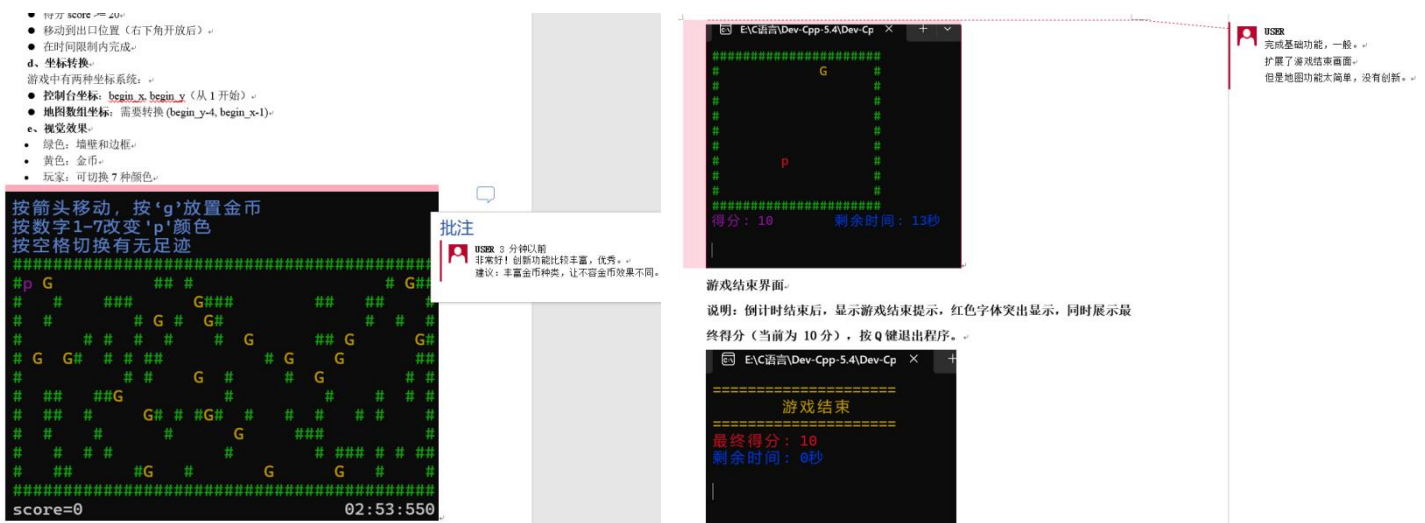 ● 得分 score >= 20
● 移动到出口位置（右下角开放后）
● 在时间限制内完成
d、坐标转换
游戏中有两种坐标系统：
● 控制台坐标：begin_x, begin_y（从 1 开始）
● 地图数组坐标：需要转换 (begin_y-4, begin_x-1)
e、视觉效果
• 绿色：墙壁和边框
• 黄色：金币
• 玩家：可切换 7 种颜色
按箭头移动, 按‘g’放置金币
按数字1-7改变'p'颜色
按空格切换有无足迹
score=0 02:53:550
批注
USER 3 分钟以前
非常好！创新功能比较丰富，优秀。
建议：丰富金币种类，让不容金币效果不同。
E:\C语言\Dev-Cpp-5.4\Dev-Cp
######################
# G #
# #
# #
# #
# #
# #
# p #
# #
# #
######################
得分：10 剩余时间：13秒
游戏结束界面
说明：倒计时结束后，显示游戏结束提示，红色字体突出显示，同时展示最
终得分（当前为 10 分），按 Q 键退出程序。
E:\C语言\Dev-Cpp-5.4\Dev-Cp
=====================
游戏结束
=====================
最终得分：10
剩余时间：0秒
USER
完成基础功能，一般。
扩展了游戏结束画面
但是地图功能太简单，没有创新。